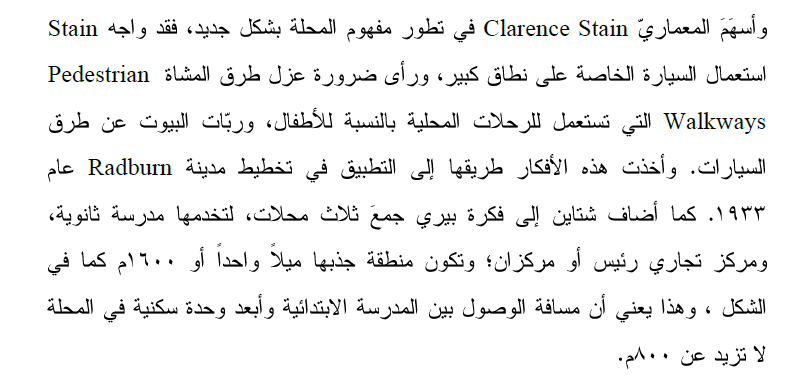 وأسهَمَ المعماريّ Clarence Stain في تطور مفهوم المحلة بشكل جديد، فقد واجه Stain
استعمال السيارة الخاصة على نطاق كبير، ورأى ضرورة عزل طرق المشاة Pedestrian
Walkways التي تستعمل للرحلات المحلية بالنسبة للأطفال، وربّات البيوت عن طرق
السيارات. وأخذت هذه الأفكار طريقها إلى التطبيق في تخطيط مدينة Radburn عام
١٩٣٣. كما أضاف شتاين إلى فكرة بيري جمعَ ثلاث محلات، لتخدمها مدرسة ثانوية،
ومركز تجاري رئيس أو مركزان؛ وتكون منطقة جذبها ميلاً واحداً أو ١٦٠٠م كما في
الشكل ، وهذا يعني أن مسافة الوصول بين المدرسة الابتدائية وأبعد وحدة سكنية في المحلة
لا تزيد عن ٨٠٠م.